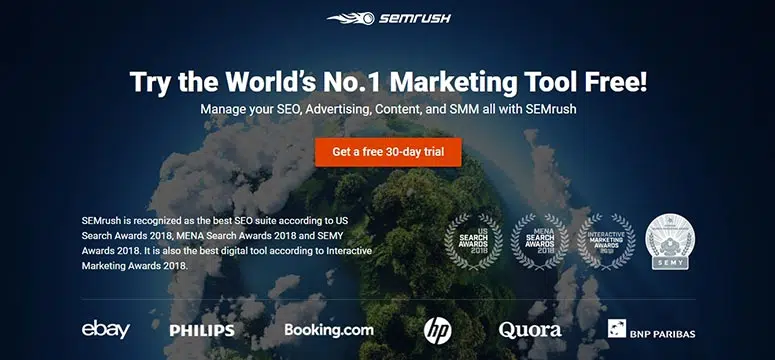 semrush
Try the World's No.1 Marketing Tool Free!
Manage your SEO, Advertising, Content, and SMM all with SEMrush
Get a free 30-day trial
SEMrush is recognized as the best SEO suite according to US
Search Awards 2018, MENA Search Awards 2018 and SEMY
Awards 2018. It is also the best digital tool according to Interactive
Marketing Awards 2018.
US
SEARCH
AWARDS
2018
MENA
SEARCH
AWARDS
2018
INTERACTIVE
MARKETING
AWARDS
2018
SEMY
ebay
PHILIPS
Booking.com
hp
Quora
BNP PARIBAS